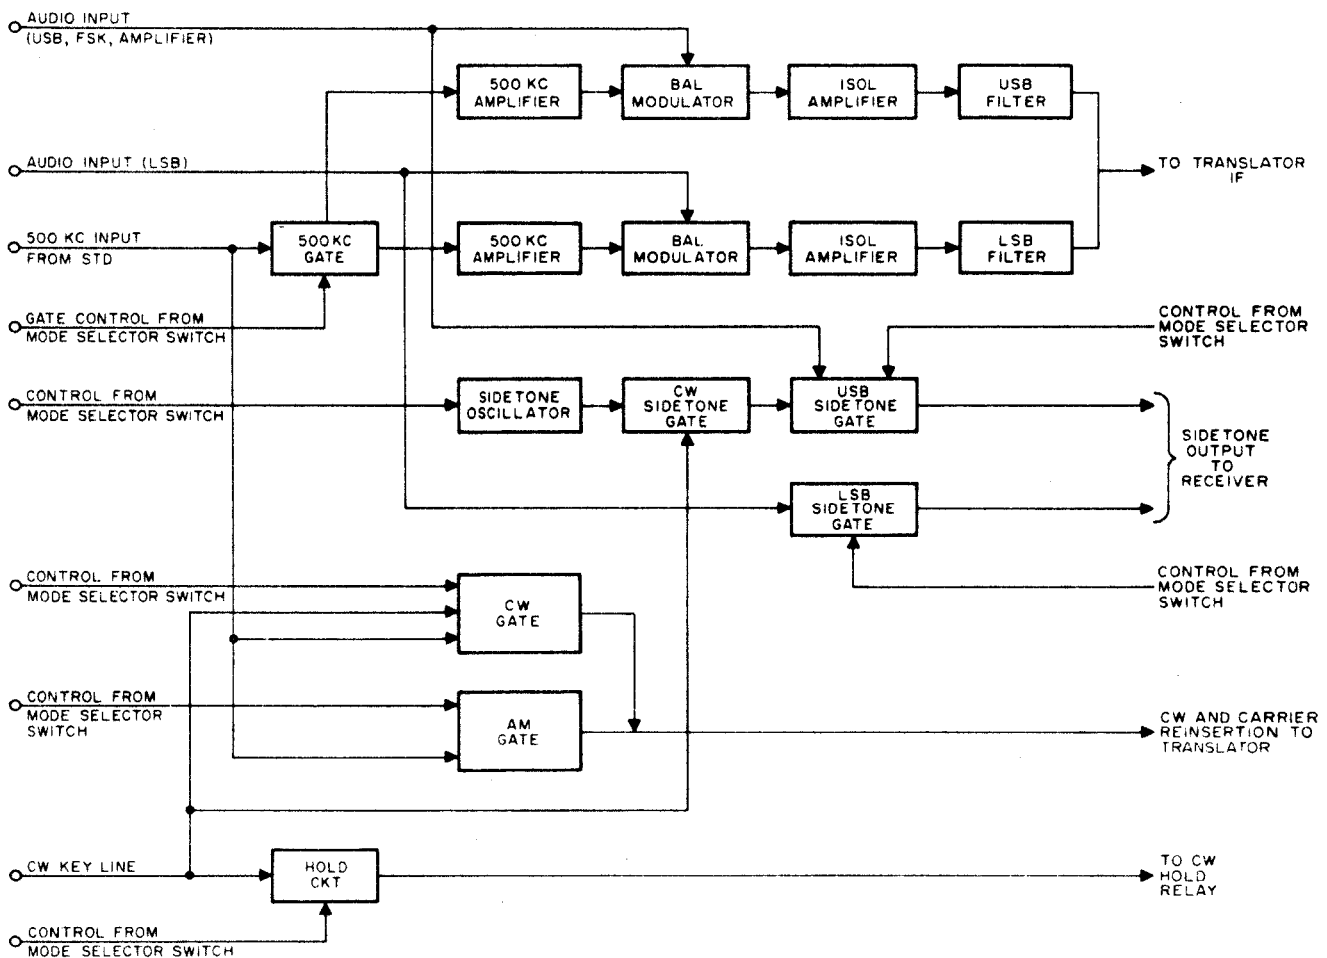 AUDIO INPUT
(USB, FSK, AMPLIFIER)
500 KC
AMPLIFIER
BAL
MODULATOR
ISOL
AMPLIFIER
USB
FILTER
AUDIO INPUT (LSB)
TO TRANSLATOR
IF
500 KC INPUT
FROM STD
500 KC
GATE
500 KC
AMPLIFIER
BAL
MODULATOR
ISOL
AMPLIFIER
LSB
FILTER
GATE CONTROL FROM
MODE SELECTOR SWITCH
CONTROL FROM
MODE SELECTOR
SWITCH
CONTROL FROM
MODE SELECTOR SWITCH
SIDETONE
OSCILLATOR
CW
SIDETONE
GATE
USB
SIDETONE
GATE
SIDETONE
OUTPUT
TO
RECEIVER
LSB
SIDETONE
GATE
CONTROL FROM
MODE SELECTOR SWITCH
CW
GATE
CONTROL FROM
MODE SELECTOR
SWITCH
CONTROL FROM
MODE SELECTOR
SWITCH
AM
GATE
CW AND CARRIER
REINSERTION TO
TRANSLATOR
CW KEY LINE
HOLD
CKT
TO CW
HOLD
RELAY
CONTROL FROM
MODE SELECTOR SWITCH